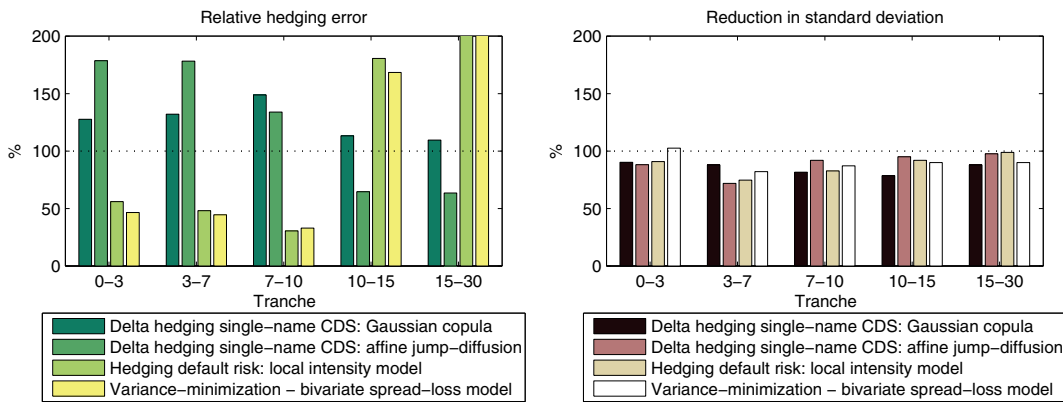 Relative hedging error
200
150
100
50
0
%
0–3 3–7 7–10 10–15 15–30
Tranche
Delta hedging single–name CDS: Gaussian copula
Delta hedging single–name CDS: affine jump–diffusion
Hedging default risk: local intensity model
Variance–minimization – bivariate spread–loss model
Reduction in standard deviation
200
150
100
50
0
%
0–3 3–7 7–10 10–15 15–30
Tranche
Delta hedging single–name CDS: Gaussian copula
Delta hedging single–name CDS: affine jump–diffusion
Hedging default risk: local intensity model
Variance–minimization – bivariate spread–loss model